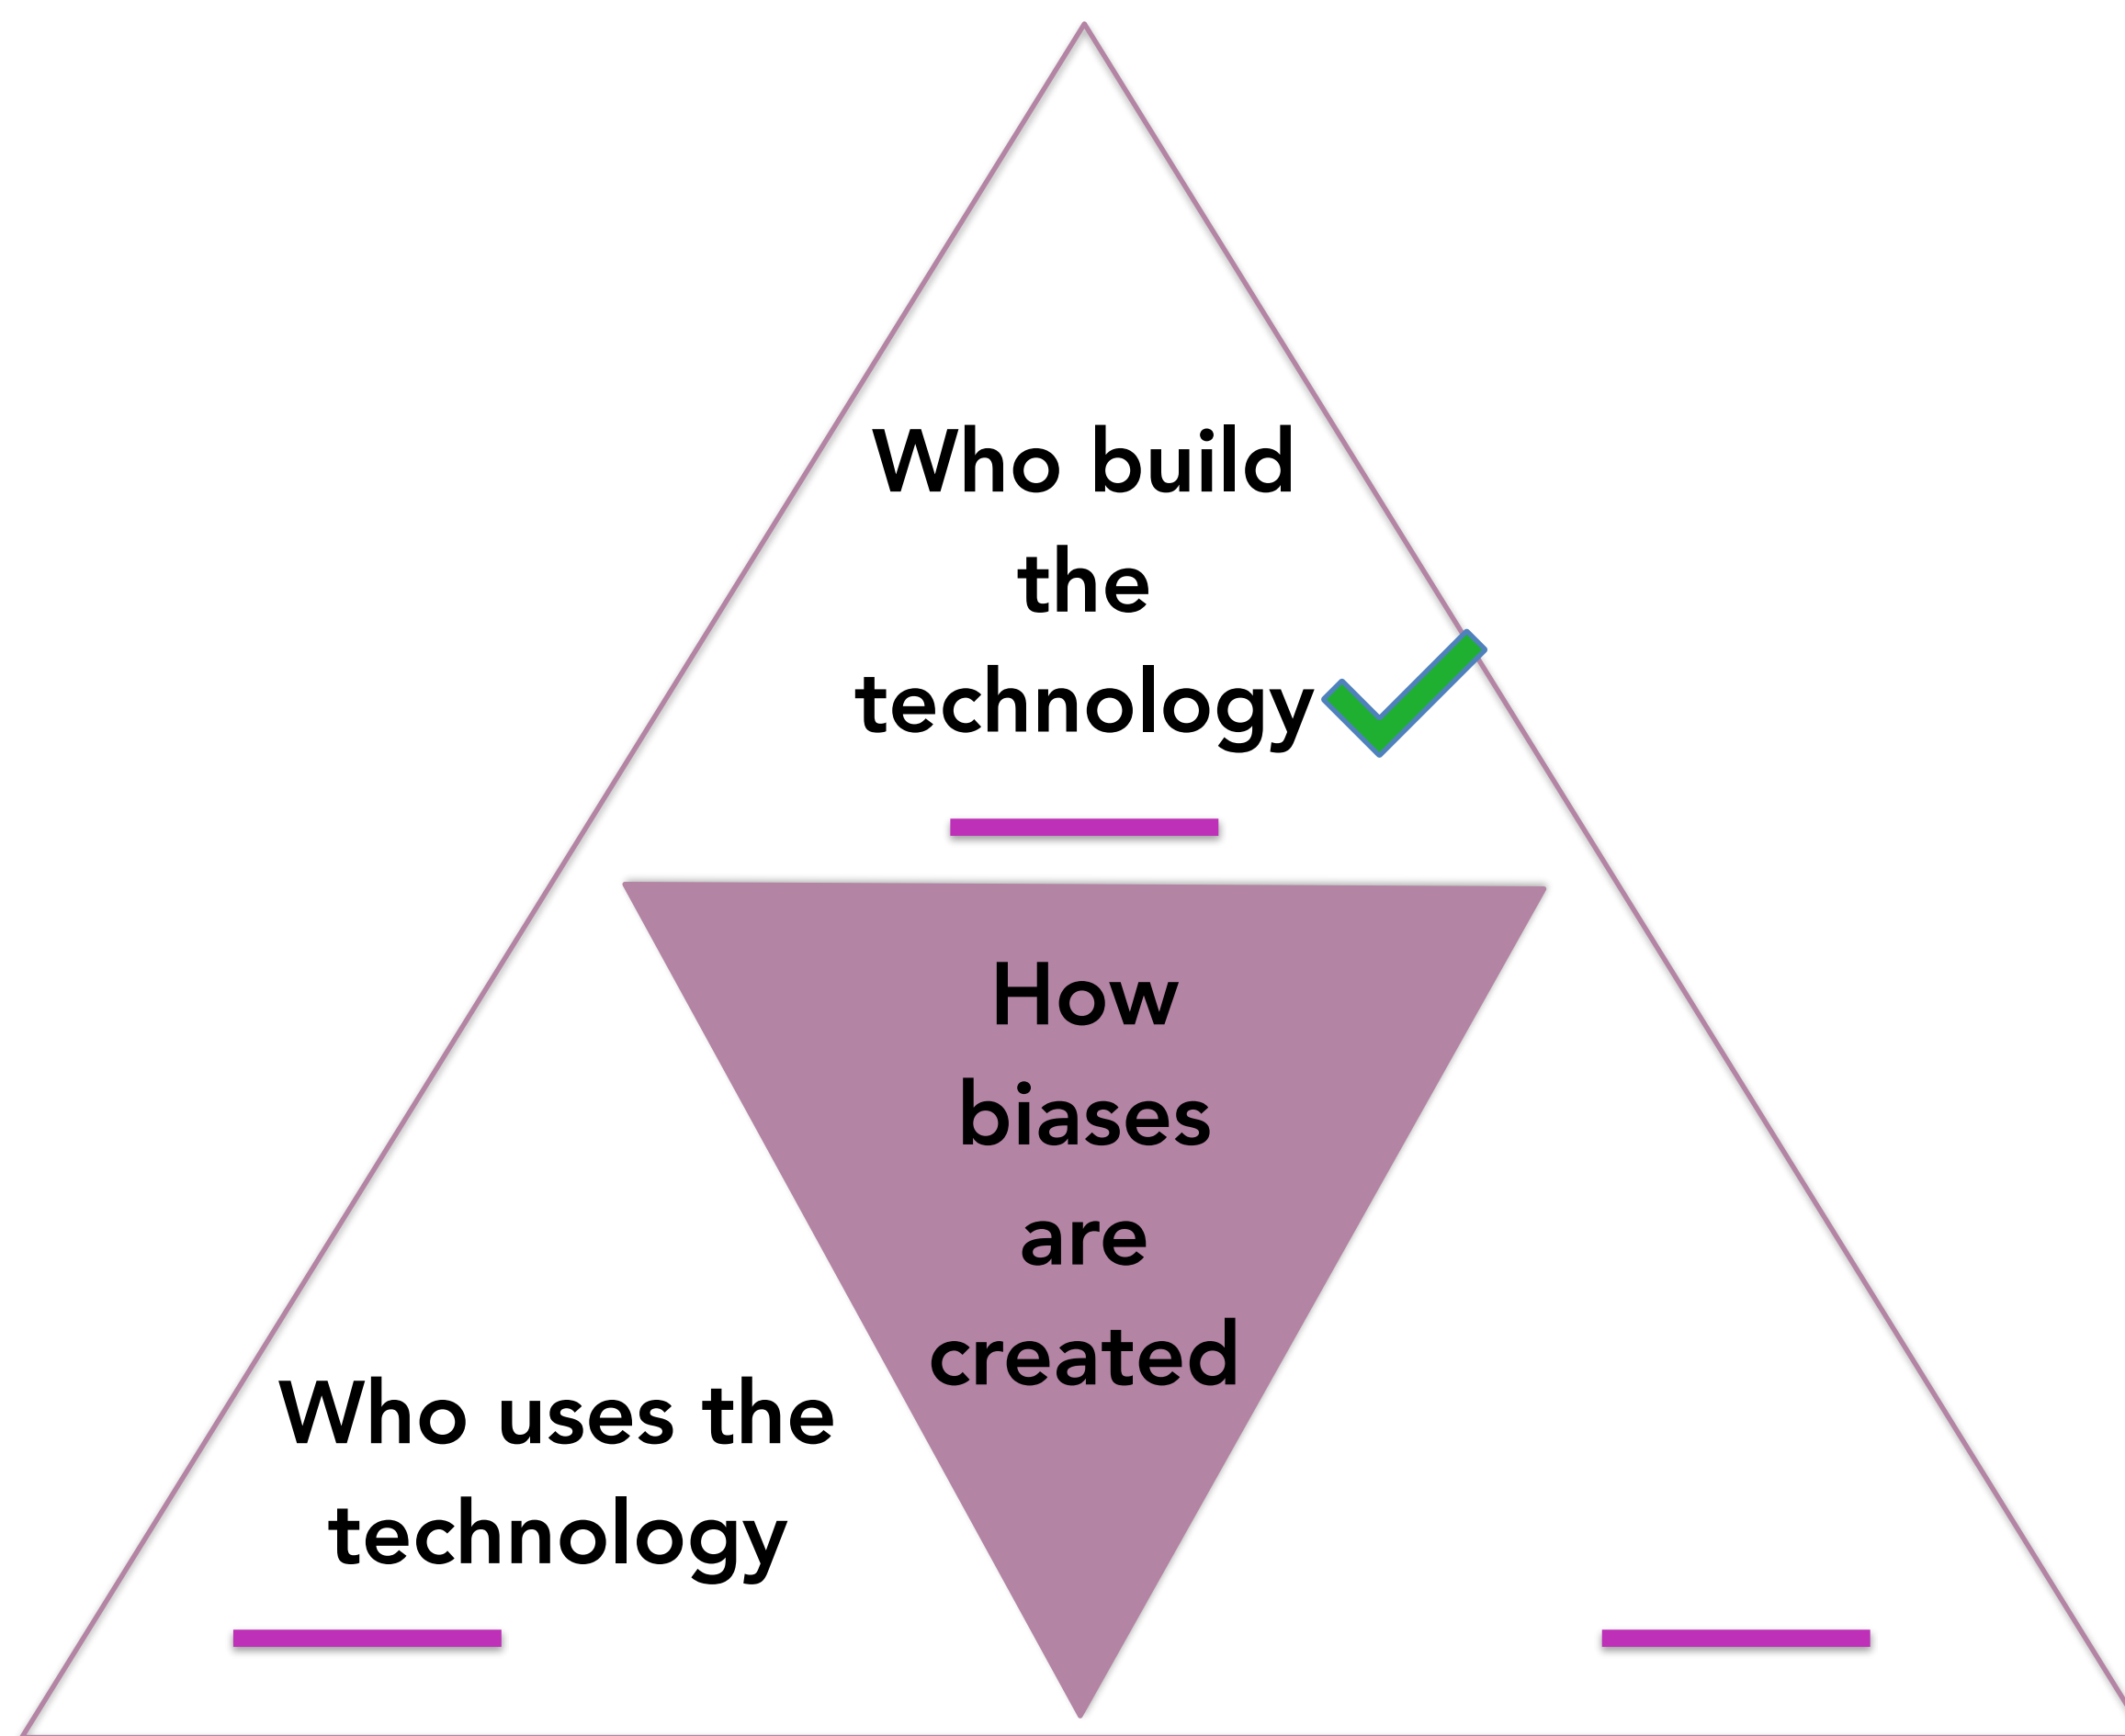 Who build
the
technology
How
biases
are
created
Who uses the
technology